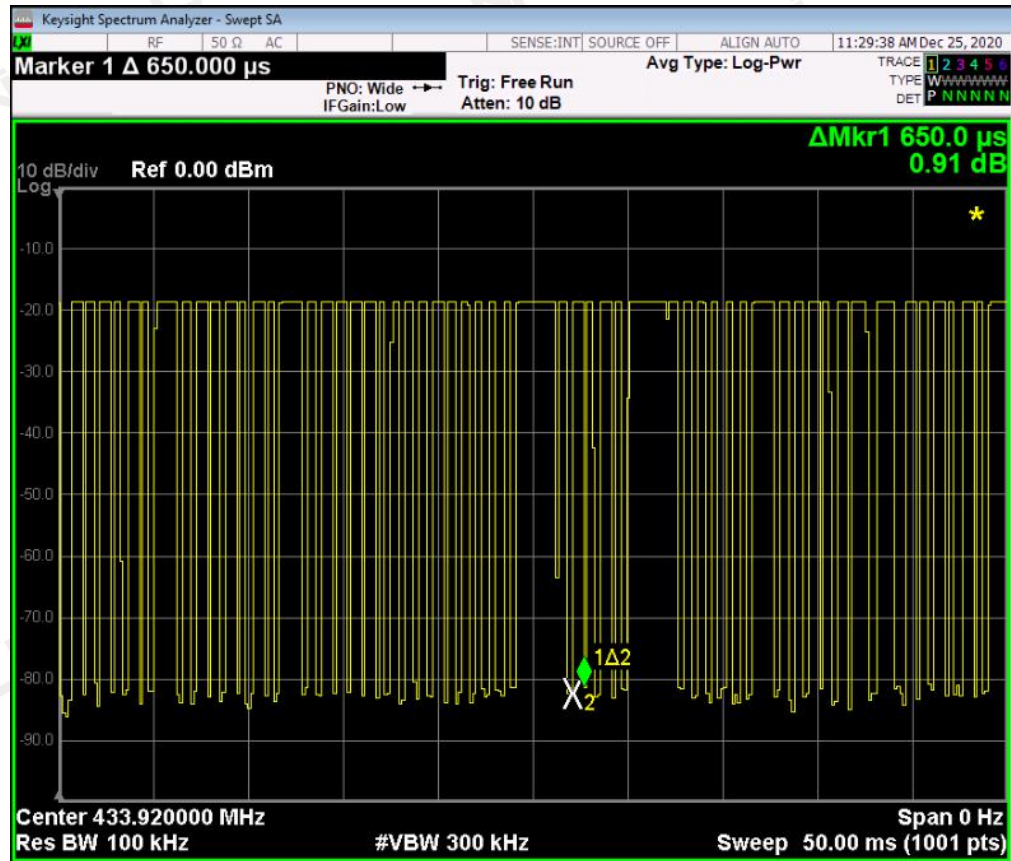 Keysight Spectrum Analyzer - Swept SA
LXI RF 50 Ω AC SENSE:INT SOURCE OFF ALIGN AUTO 11:29:38 AM Dec 25, 2020
Marker 1 Δ 650.000 µs
PNO: Wide
IFGain:Low
Trig: Free Run
Atten: 10 dB
Avg Type: Log-Pwr
TRACE 1 2 3 4 5 6
TYPE W
DET P N N N N N
ΔMkr1 650.0 µs
0.91 dB
10 dB/div Ref 0.00 dBm
Log
-10.0
-20.0
-30.0
-40.0
-50.0
-60.0
-70.0
1Δ2
-80.0
X2
-90.0
Center 433.920000 MHz Span 0 Hz
Res BW 100 kHz #VBW 300 kHz Sweep 50.00 ms (1001 pts)